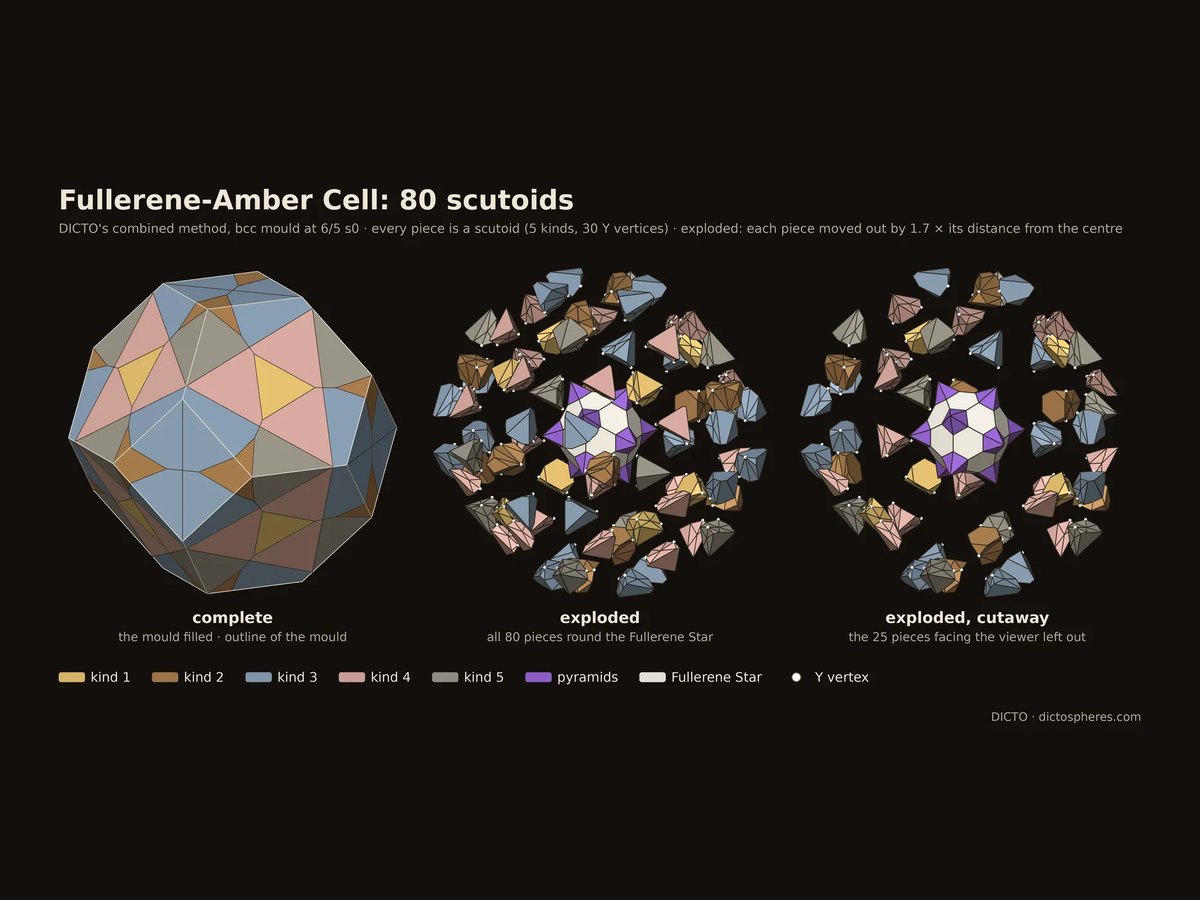 Fullerene-Amber Cell: 80 scutoids
DICTO's combined method, bcc mould at 6/5 s0 · every piece is a scutoid (5 kinds, 30 Y vertices) · exploded: each piece moved out by 1.7 × its distance from the centre
complete
the mould filled · outline of the mould
exploded
all 80 pieces round the Fullerene Star
exploded, cutaway
the 25 pieces facing the viewer left out
kind 1 kind 2 kind 3 kind 4 kind 5 pyramids Fullerene Star Y vertex
DICTO · dictospheres.com